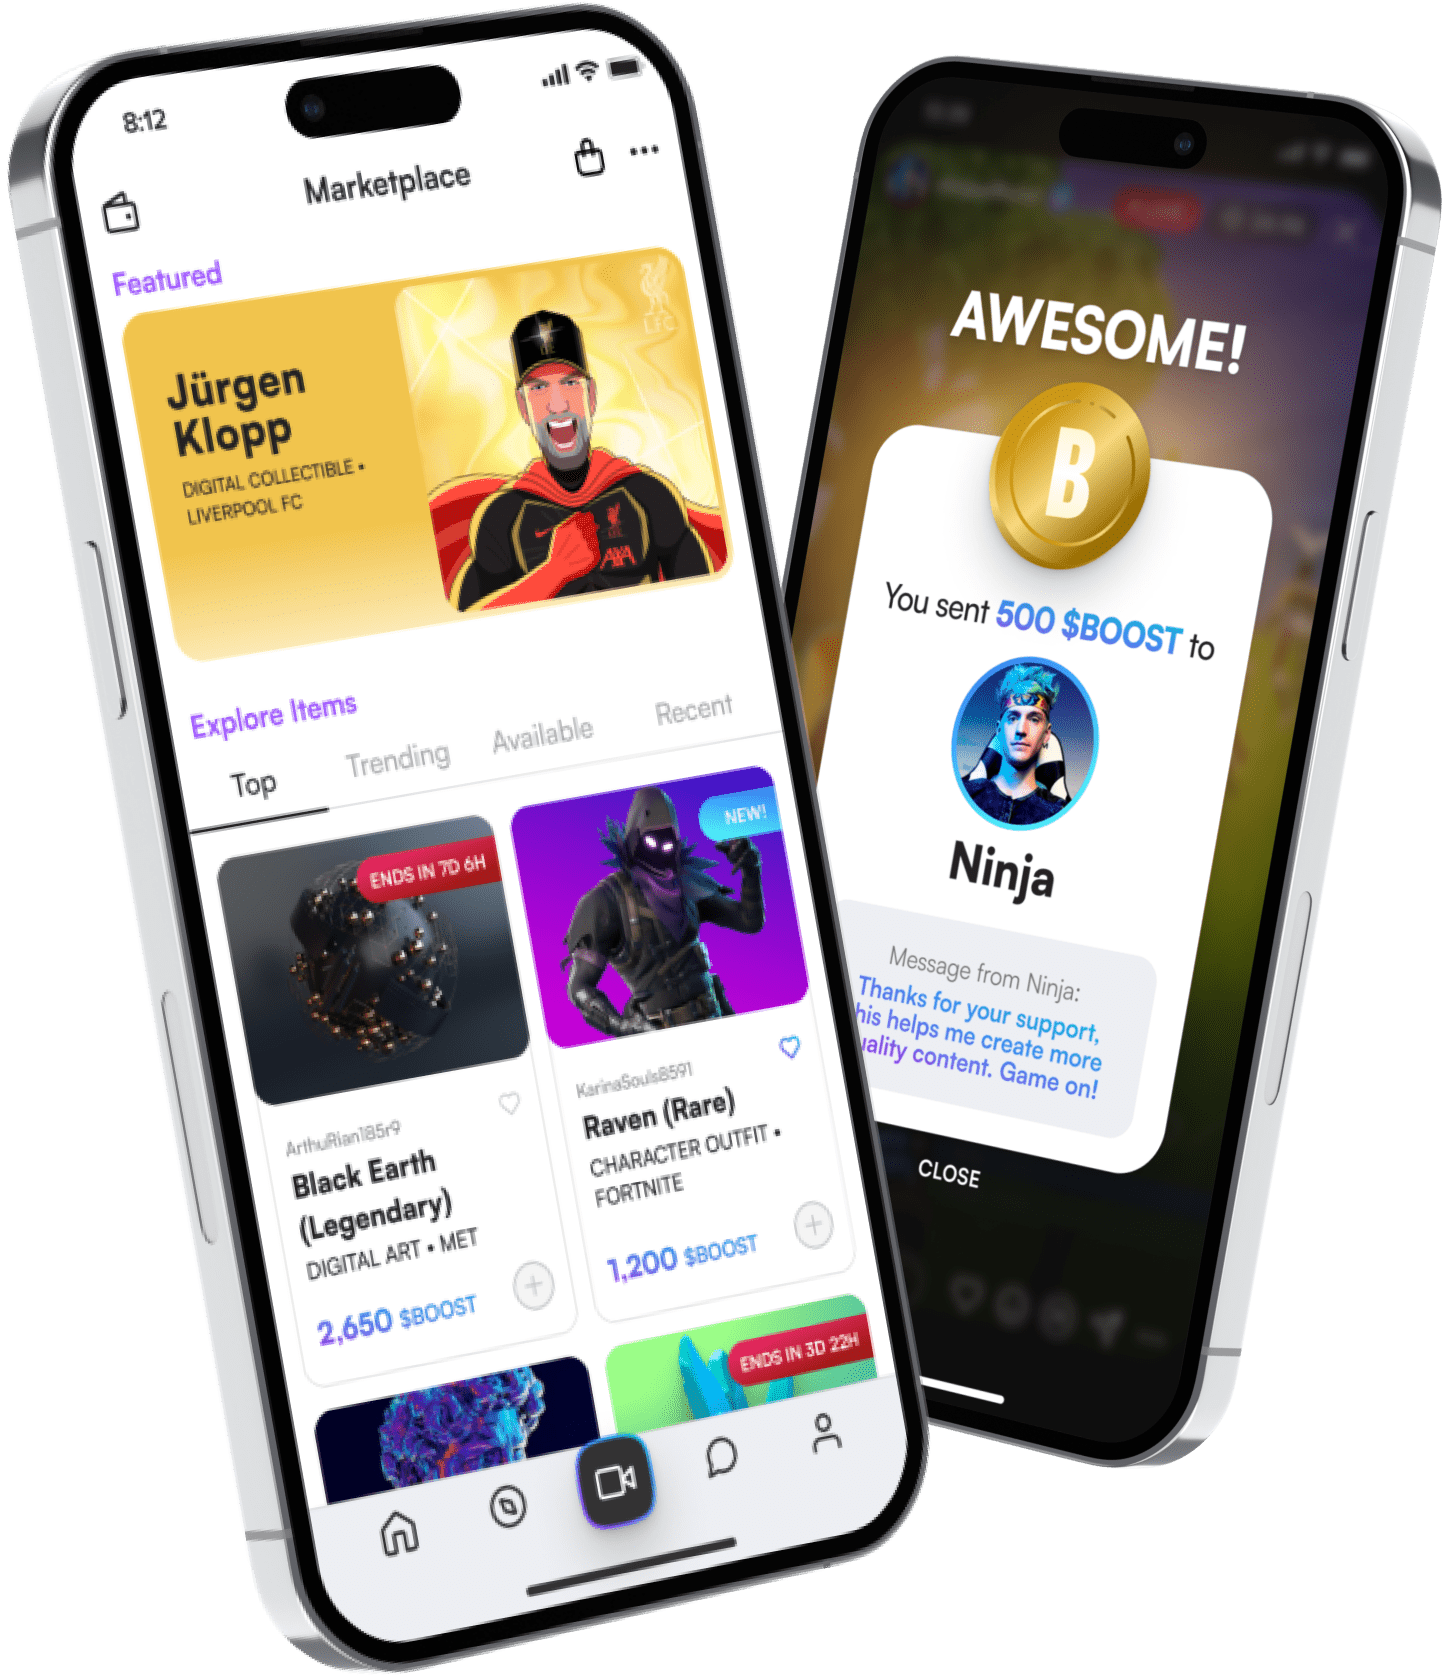 8:12
Marketplace
Featured
Jürgen
Klopp
DIGITAL COLLECTIBLE •
LIVERPOOL FC
LFC
AXA
Explore Items
Top
Trending
Available
Recent
ENDS IN 7D 6H
ArthuRian185r9
Black Earth
(Legendary)
DIGITAL ART • MET
2,650 $BOOST
NEW!
KarinaSouls8591
Raven (Rare)
CHARACTER OUTFIT •
FORTNITE
1,200 $BOOST
ENDS IN 3D 22H
AWESOME!
B
You sent 500 $BOOST to
Ninja
Message from Ninja:
Thanks for your support,
his helps me create more
uality content. Game on!
CLOSE